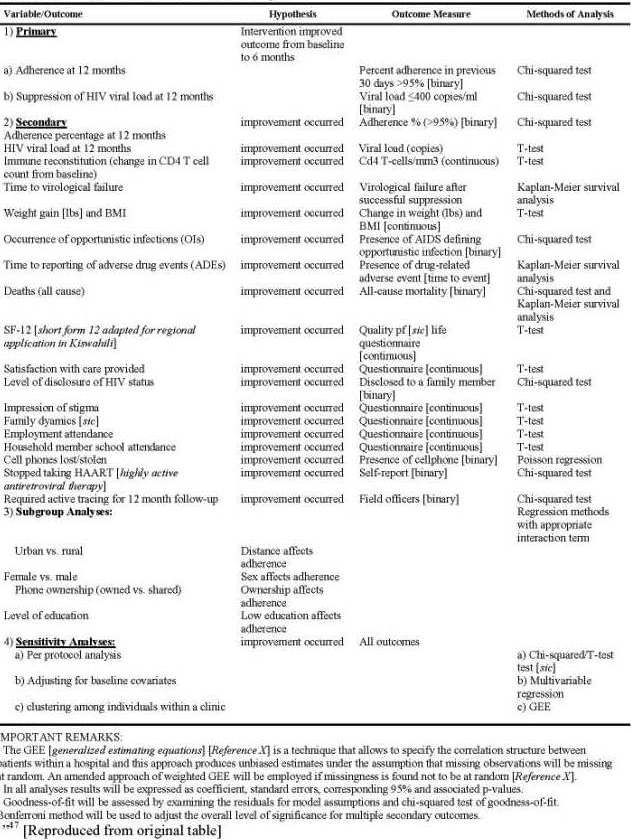 Variable/Outcome Hypothesis Outcome Measure Methods of Analysis
1) Primary Intervention improved
outcome from baseline
to 6 months
a) Adherence at 12 months Percent adherence in previous Chi-squared test
30 days >95% [binary]
b) Suppression of HIV viral load at 12 months Viral load ≤400 copies/ml Chi-squared test
[binary]
2) Secondary improvement occurred Adherence % (>95%) [binary] Chi-squared test
Adherence percentage at 12 months
HIV viral load at 12 months improvement occurred Viral load (copies) T-test
Immune reconstitution (change in CD4 T cell improvement occurred Cd4 T-cells/mm3 (continuous) T-test
count from baseline)
Time to virological failure improvement occurred Virological failure after Kaplan-Meier survival
successful suppression analysis
Weight gain [lbs] and BMI improvement occurred Change in weight (lbs) and T-test
BMI [continuous]
Occurrence of opportunistic infections (OIs) improvement occurred Presence of AIDS defining Chi-squared test
opportunistic infection [binary]
Time to reporting of adverse drug events (ADEs) improvement occurred Presence of drug-related Kaplan-Meier survival
adverse event [time to event] analysis
Deaths (all cause) improvement occurred All-cause mortality [binary] Chi-squared test and
Kaplan-Meier survival
analysis
SF-12 [short form 12 adapted for regional improvement occurred Quality pf [sic] life T-test
application in Kiswahili] questionnaire
[continuous]
Satisfaction with care provided improvement occurred Questionnaire [continuous] T-test
Level of disclosure of HIV status improvement occurred Disclosed to a family member Chi-squared test
[binary]
Impression of stigma improvement occurred Questionnaire [continuous] T-test
Family dyamics [sic] improvement occurred Questionnaire [continuous] T-test
Employment attendance improvement occurred Questionnaire [continuous] T-test
Household member school attendance improvement occurred Questionnaire [continuous] T-test
Cell phones lost/stolen improvement occurred Presence of cellphone [binary] Poisson regression
Stopped taking HAART [highly active improvement occurred Self-report [binary] Chi-squared test
antiretroviral therapy]
Required active tracing for 12 month follow-up improvement occurred Field officers [binary] Chi-squared test
3) Subgroup Analyses: Regression methods
with appropriate
interaction term
Urban vs. rural Distance affects
adherence
Female vs. male Sex affects adherence
Phone ownership (owned vs. shared) Ownership affects
adherence
Level of education Low education affects
adherence
4) Sensitivity Analyses: improvement occurred All outcomes
a) Per protocol analysis a) Chi-squared/T-test
test [sic]
b) Adjusting for baseline covariates b) Multivariable
regression
c) clustering among individuals within a clinic c) GEE
IMPORTANT REMARKS:
The GEE [generalized estimating equations] [Reference X] is a technique that allows to specify the correlation structure between
patients within a hospital and this approach produces unbiased estimates under the assumption that missing observations will be missing
at random. An amended approach of weighted GEE will be employed if missingness is found not to be at random [Reference X].
In all analyses results will be expressed as coefficient, standard errors, corresponding 95% and associated p-values.
Goodness-of-fit will be assessed by examining the residuals for model assumptions and chi-squared test of goodness-of-fit.
Bonferroni method will be used to adjust the overall level of significance for multiple secondary outcomes.
"47 [Reproduced from original table]